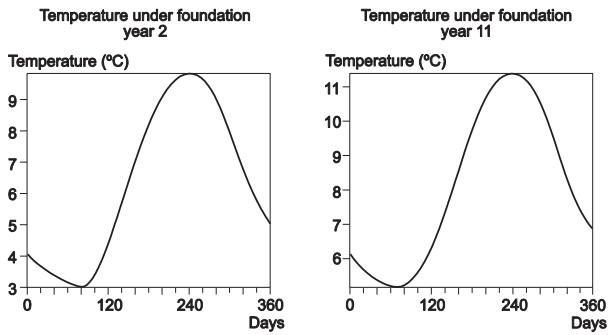 Temperature under foundation
year 2
Temperature (ºC)
9
8
7
6
5
4
3
0 120 240 360
Days
Temperature under foundation
year 11
Temperature (ºC)
11
10
9
8
7
6
0 120 240 360
Days